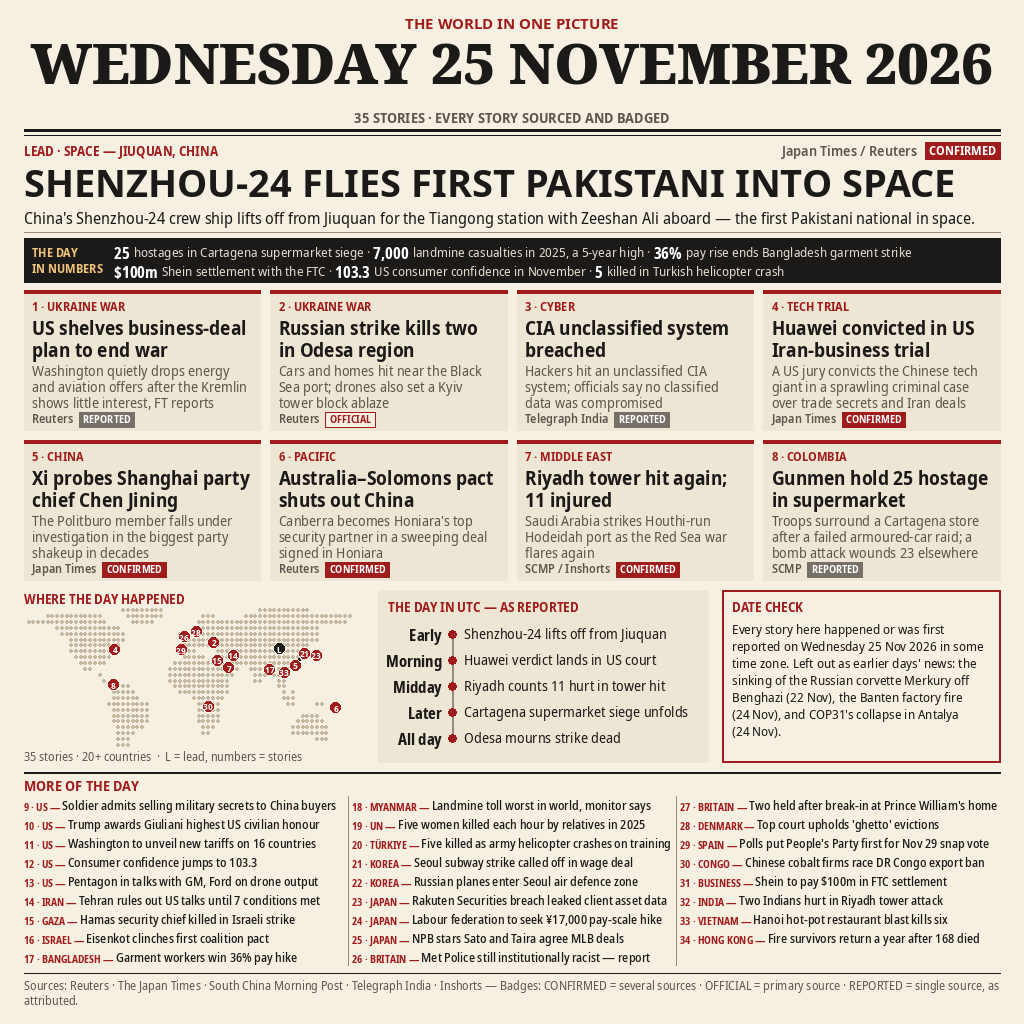 THE WORLD IN ONE PICTURE
WEDNESDAY 25 NOVEMBER 2026
35 STORIES · EVERY STORY SOURCED AND BADGED
LEAD · SPACE — JIUQUAN, CHINA
Japan Times / Reuters CONFIRMED
SHENZHOU-24 FLIES FIRST PAKISTANI INTO SPACE
China's Shenzhou-24 crew ship lifts off from Jiuquan for the Tiangong station with Zeeshan Ali aboard — the first Pakistani national in space.
THE DAY
IN NUMBERS
25 hostages in Cartagena supermarket siege · 7,000 landmine casualties in 2025, a 5-year high · 36% pay rise ends Bangladesh garment strike
$100m Shein settlement with the FTC · 103.3 US consumer confidence in November · 5 killed in Turkish helicopter crash
1 · UKRAINE WAR
US shelves business-deal
plan to end war
Washington quietly drops energy
and aviation offers after the Kremlin
shows little interest, FT reports
Reuters REPORTED
2 · UKRAINE WAR
Russian strike kills two
in Odesa region
Cars and homes hit near the Black
Sea port; drones also set a Kyiv
tower block ablaze
Reuters OFFICIAL
3 · CYBER
CIA unclassified system
breached
Hackers hit an unclassified CIA
system; officials say no classified
data was compromised
Telegraph India REPORTED
4 · TECH TRIAL
Huawei convicted in US
Iran-business trial
A US jury convicts the Chinese tech
giant in a sprawling criminal case
over trade secrets and Iran deals
Japan Times CONFIRMED
5 · CHINA
Xi probes Shanghai party
chief Chen Jining
The Politburo member falls under
investigation in the biggest party
shakeup in decades
Japan Times CONFIRMED
6 · PACIFIC
Australia–Solomons pact
shuts out China
Canberra becomes Honiara's top
security partner in a sweeping deal
signed in Honiara
Reuters CONFIRMED
7 · MIDDLE EAST
Riyadh tower hit again;
11 injured
Saudi Arabia strikes Houthi-run
Hodeidah port as the Red Sea war
flares again
SCMP / Inshorts CONFIRMED
8 · COLOMBIA
Gunmen hold 25 hostage
in supermarket
Troops surround a Cartagena store
after a failed armoured-car raid; a
bomb attack wounds 23 elsewhere
SCMP REPORTED
WHERE THE DAY HAPPENED
28
29
2
4
L
21
23
14
15
7
17
33
5
8
30
6
35 stories · 20+ countries · L = lead, numbers = stories
THE DAY IN UTC — AS REPORTED
Early Shenzhou-24 lifts off from Jiuquan
Morning Huawei verdict lands in US court
Midday Riyadh counts 11 hurt in tower hit
Later Cartagena supermarket siege unfolds
All day Odesa mourns strike dead
DATE CHECK
Every story here happened or was first
reported on Wednesday 25 Nov 2026 in some
time zone. Left out as earlier days' news: the
sinking of the Russian corvette Merkury off
Benghazi (22 Nov), the Banten factory fire
(24 Nov), and COP31's collapse in Antalya
(24 Nov).
MORE OF THE DAY
9 · US — Soldier admits selling military secrets to China buyers
10 · US — Trump awards Giuliani highest US civilian honour
11 · US — Washington to unveil new tariffs on 16 countries
12 · US — Consumer confidence jumps to 103.3
13 · US — Pentagon in talks with GM, Ford on drone output
14 · IRAN — Tehran rules out US talks until 7 conditions met
15 · GAZA — Hamas security chief killed in Israeli strike
16 · ISRAEL — Eisenkot clinches first coalition pact
17 · BANGLADESH — Garment workers win 36% pay hike
18 · MYANMAR — Landmine toll worst in world, monitor says
19 · UN — Five women killed each hour by relatives in 2025
20 · TÜRKIYE — Five killed as army helicopter crashes on training
21 · KOREA — Seoul subway strike called off in wage deal
22 · KOREA — Russian planes enter Seoul air defence zone
23 · JAPAN — Rakuten Securities breach leaked client asset data
24 · JAPAN — Labour federation to seek ¥17,000 pay-scale hike
25 · JAPAN — NPB stars Sato and Taira agree MLB deals
26 · BRITAIN — Met Police still institutionally racist — report
27 · BRITAIN — Two held after break-in at Prince William's home
28 · DENMARK — Top court upholds 'ghetto' evictions
29 · SPAIN — Polls put People's Party first for Nov 29 snap vote
30 · CONGO — Chinese cobalt firms race DR Congo export ban
31 · BUSINESS — Shein to pay $100m in FTC settlement
32 · INDIA — Two Indians hurt in Riyadh tower attack
33 · VIETNAM — Hanoi hot-pot restaurant blast kills six
34 · HONG KONG — Fire survivors return a year after 168 died
Sources: Reuters · The Japan Times · South China Morning Post · Telegraph India · Inshorts — Badges: CONFIRMED = several sources · OFFICIAL = primary source · REPORTED = single source, as
attributed.